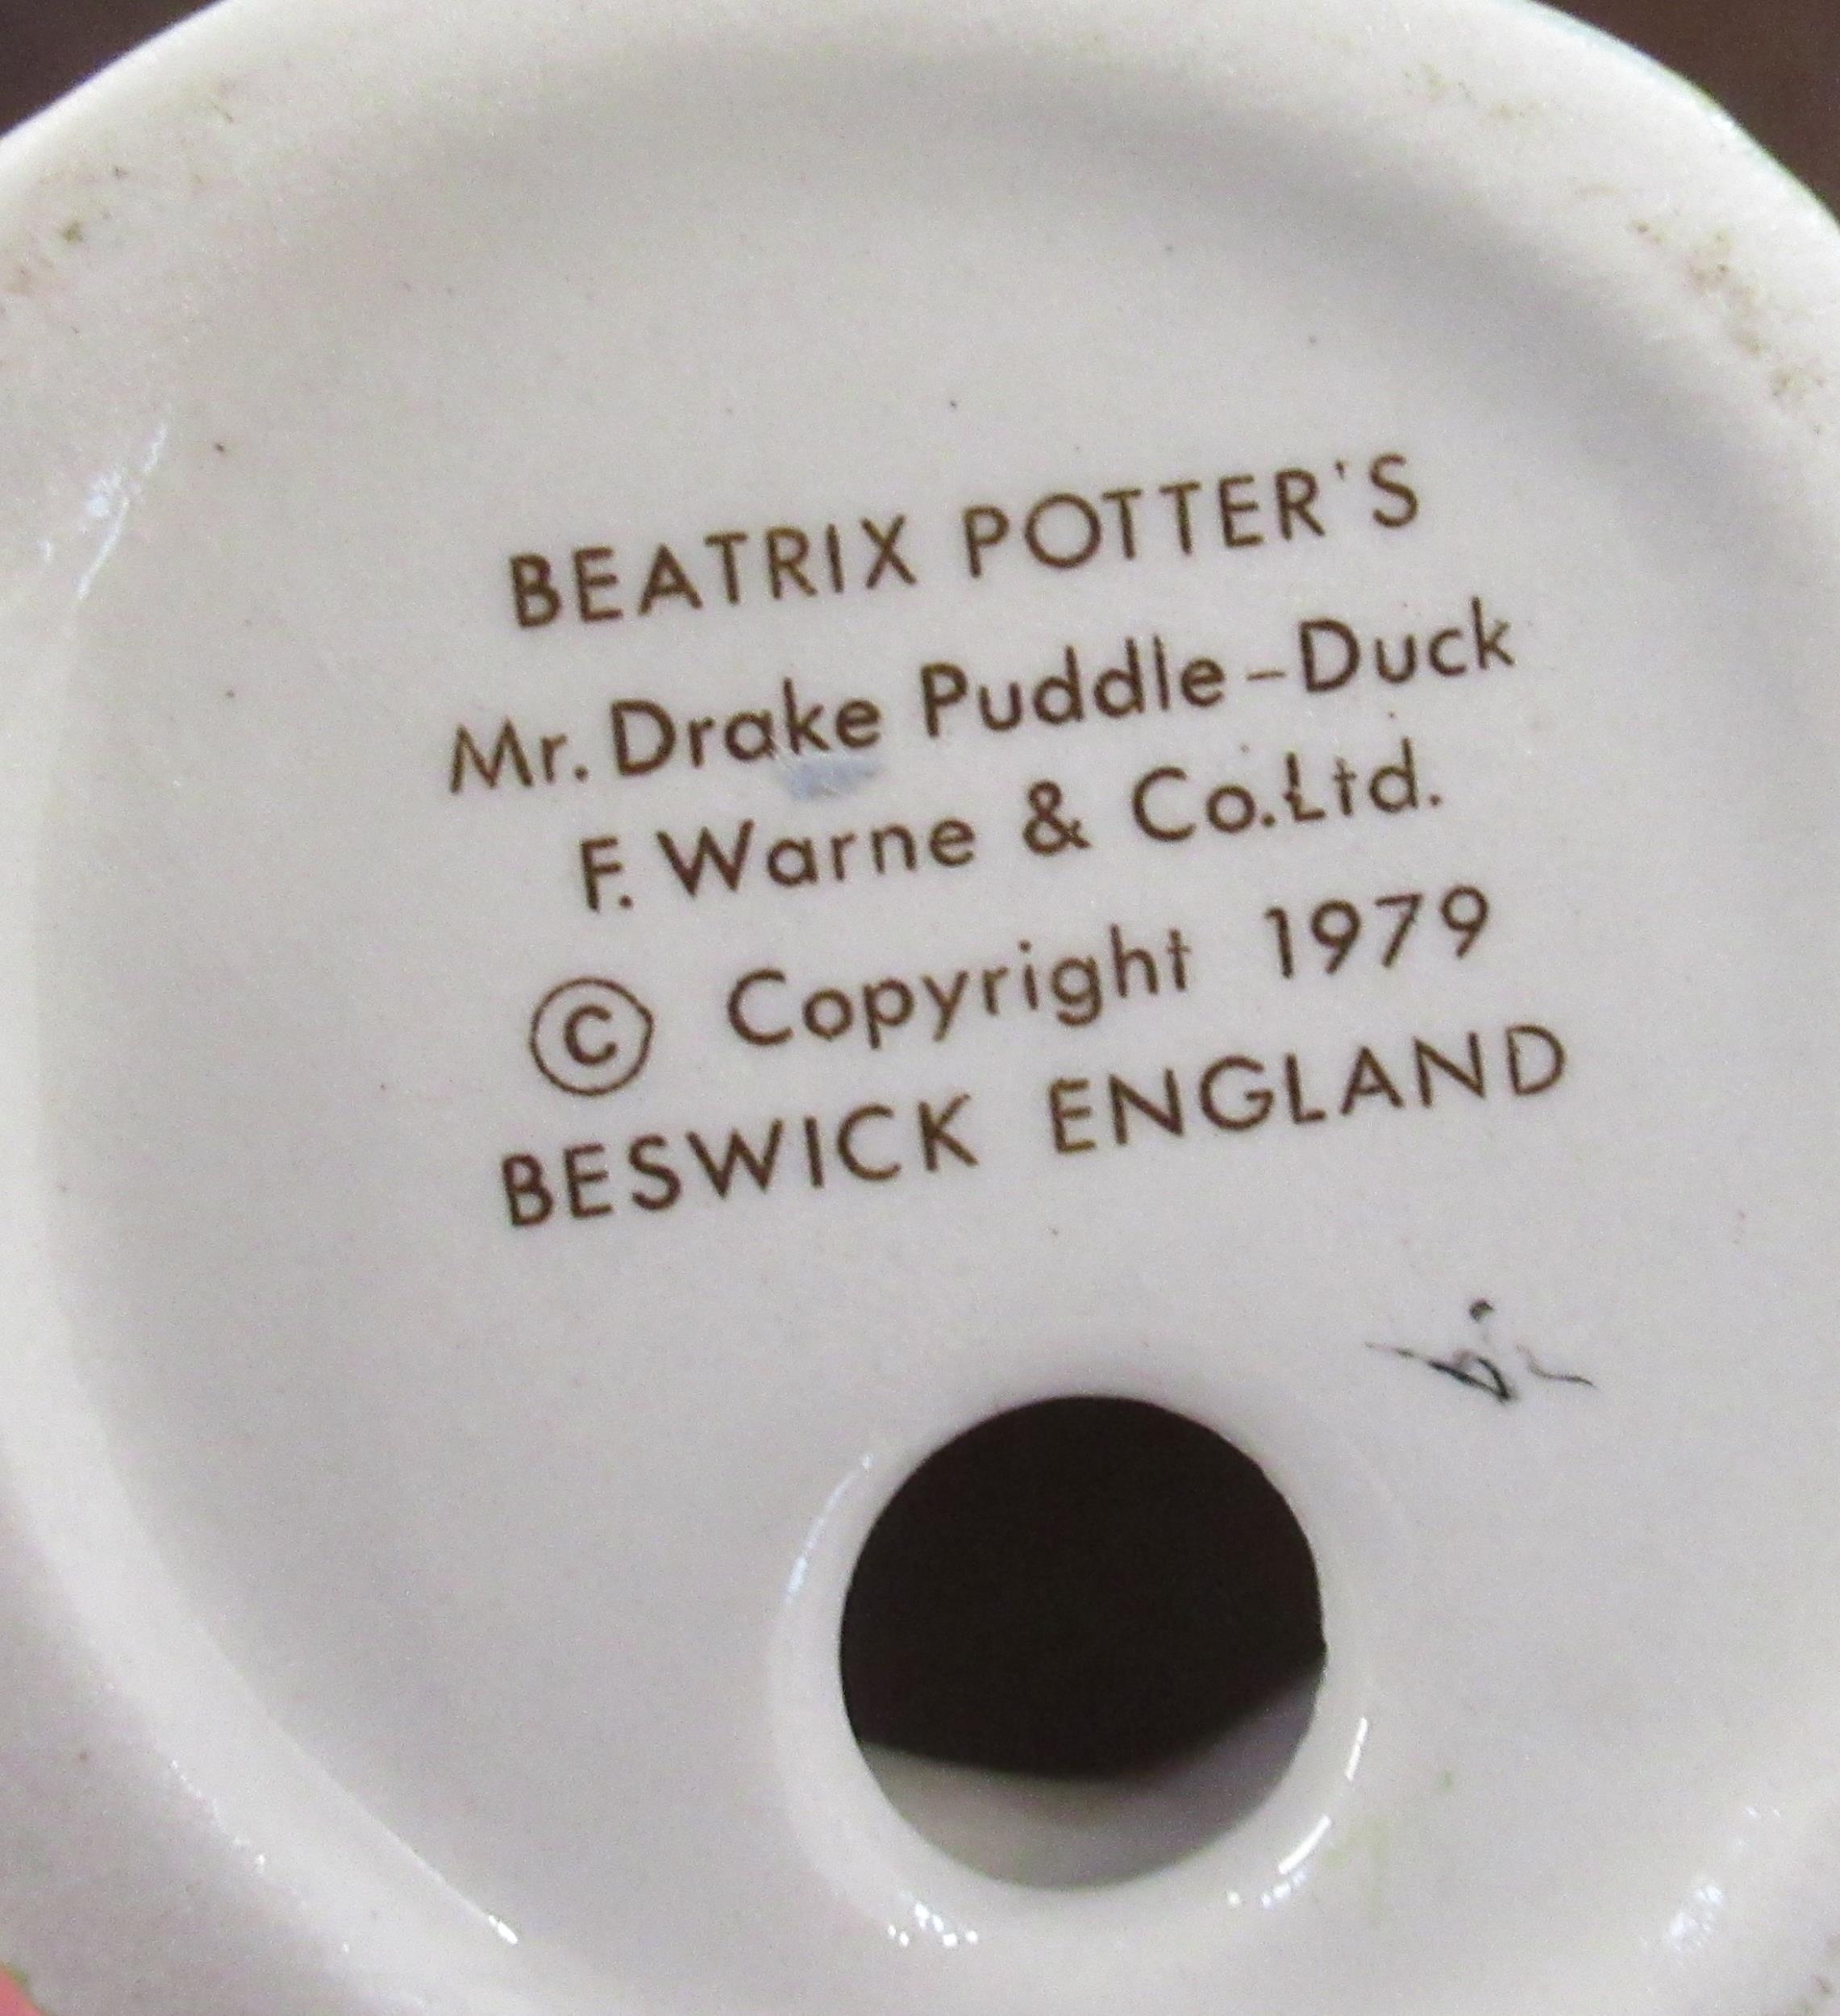 BEATRIX POTTER'S
Mr. Drake Puddle-Duck
F. Warne & Co.Ltd.
© Copyright 1979
BESWICK ENGLAND